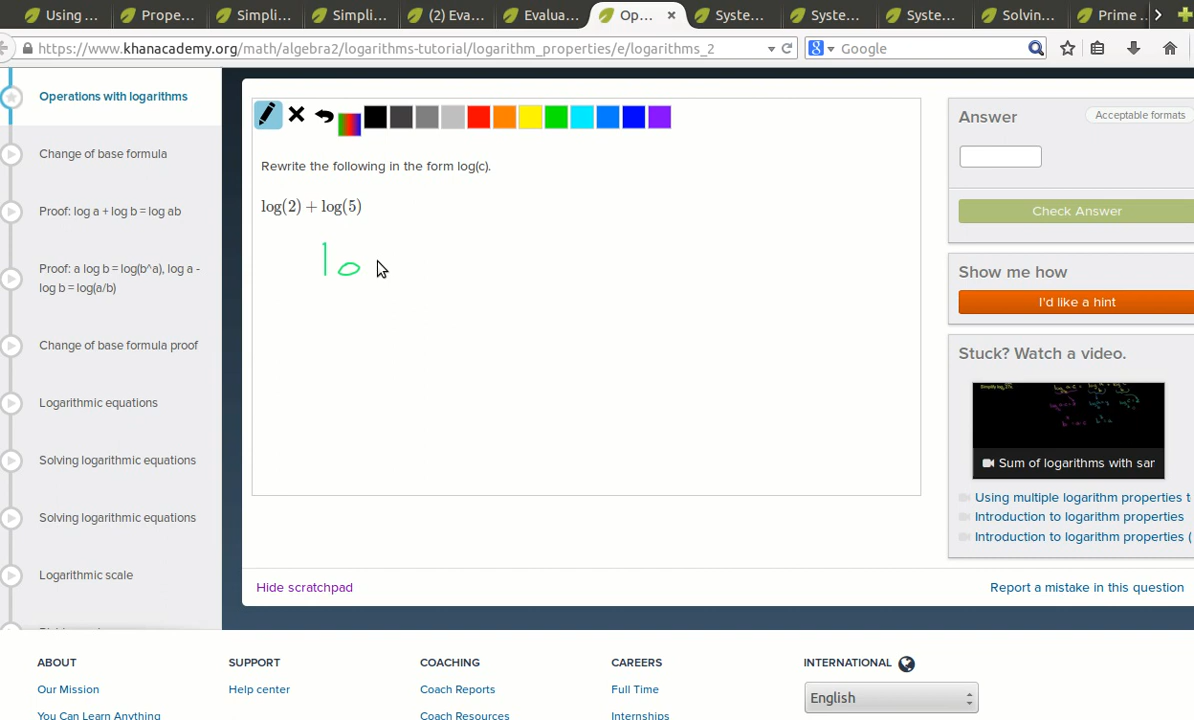 Using ...
Prope...
Simpli...
Simpli...
(2) Eva...
Evalua...
Op...
Syste...
Syste...
Syste...
Solvin...
Prime ...
https://www.khanacademy.org/math/algebra2/logarithms-tutorial/logarithm_properties/e/logarithms_2
Google
Operations with logarithms
Change of base formula
Proof: log a + log b = log ab
Proof: a log b = log(b^a), log a -
log b = log(a/b)
Change of base formula proof
Logarithmic equations
Solving logarithmic equations
Solving logarithmic equations
Logarithmic scale
Rewrite the following in the form log(c).
log(2) + log(5)
lo
Hide scratchpad
Answer
Acceptable formats
Check Answer
Show me how
I'd like a hint
Stuck? Watch a video.
Sum of logarithms with sar
Using multiple logarithm properties t
Introduction to logarithm properties
Introduction to logarithm properties (
Report a mistake in this question
ABOUT
Our Mission
You Can Learn Anything
SUPPORT
Help center
COACHING
Coach Reports
Coach Resources
CAREERS
Full Time
Internships
INTERNATIONAL
English